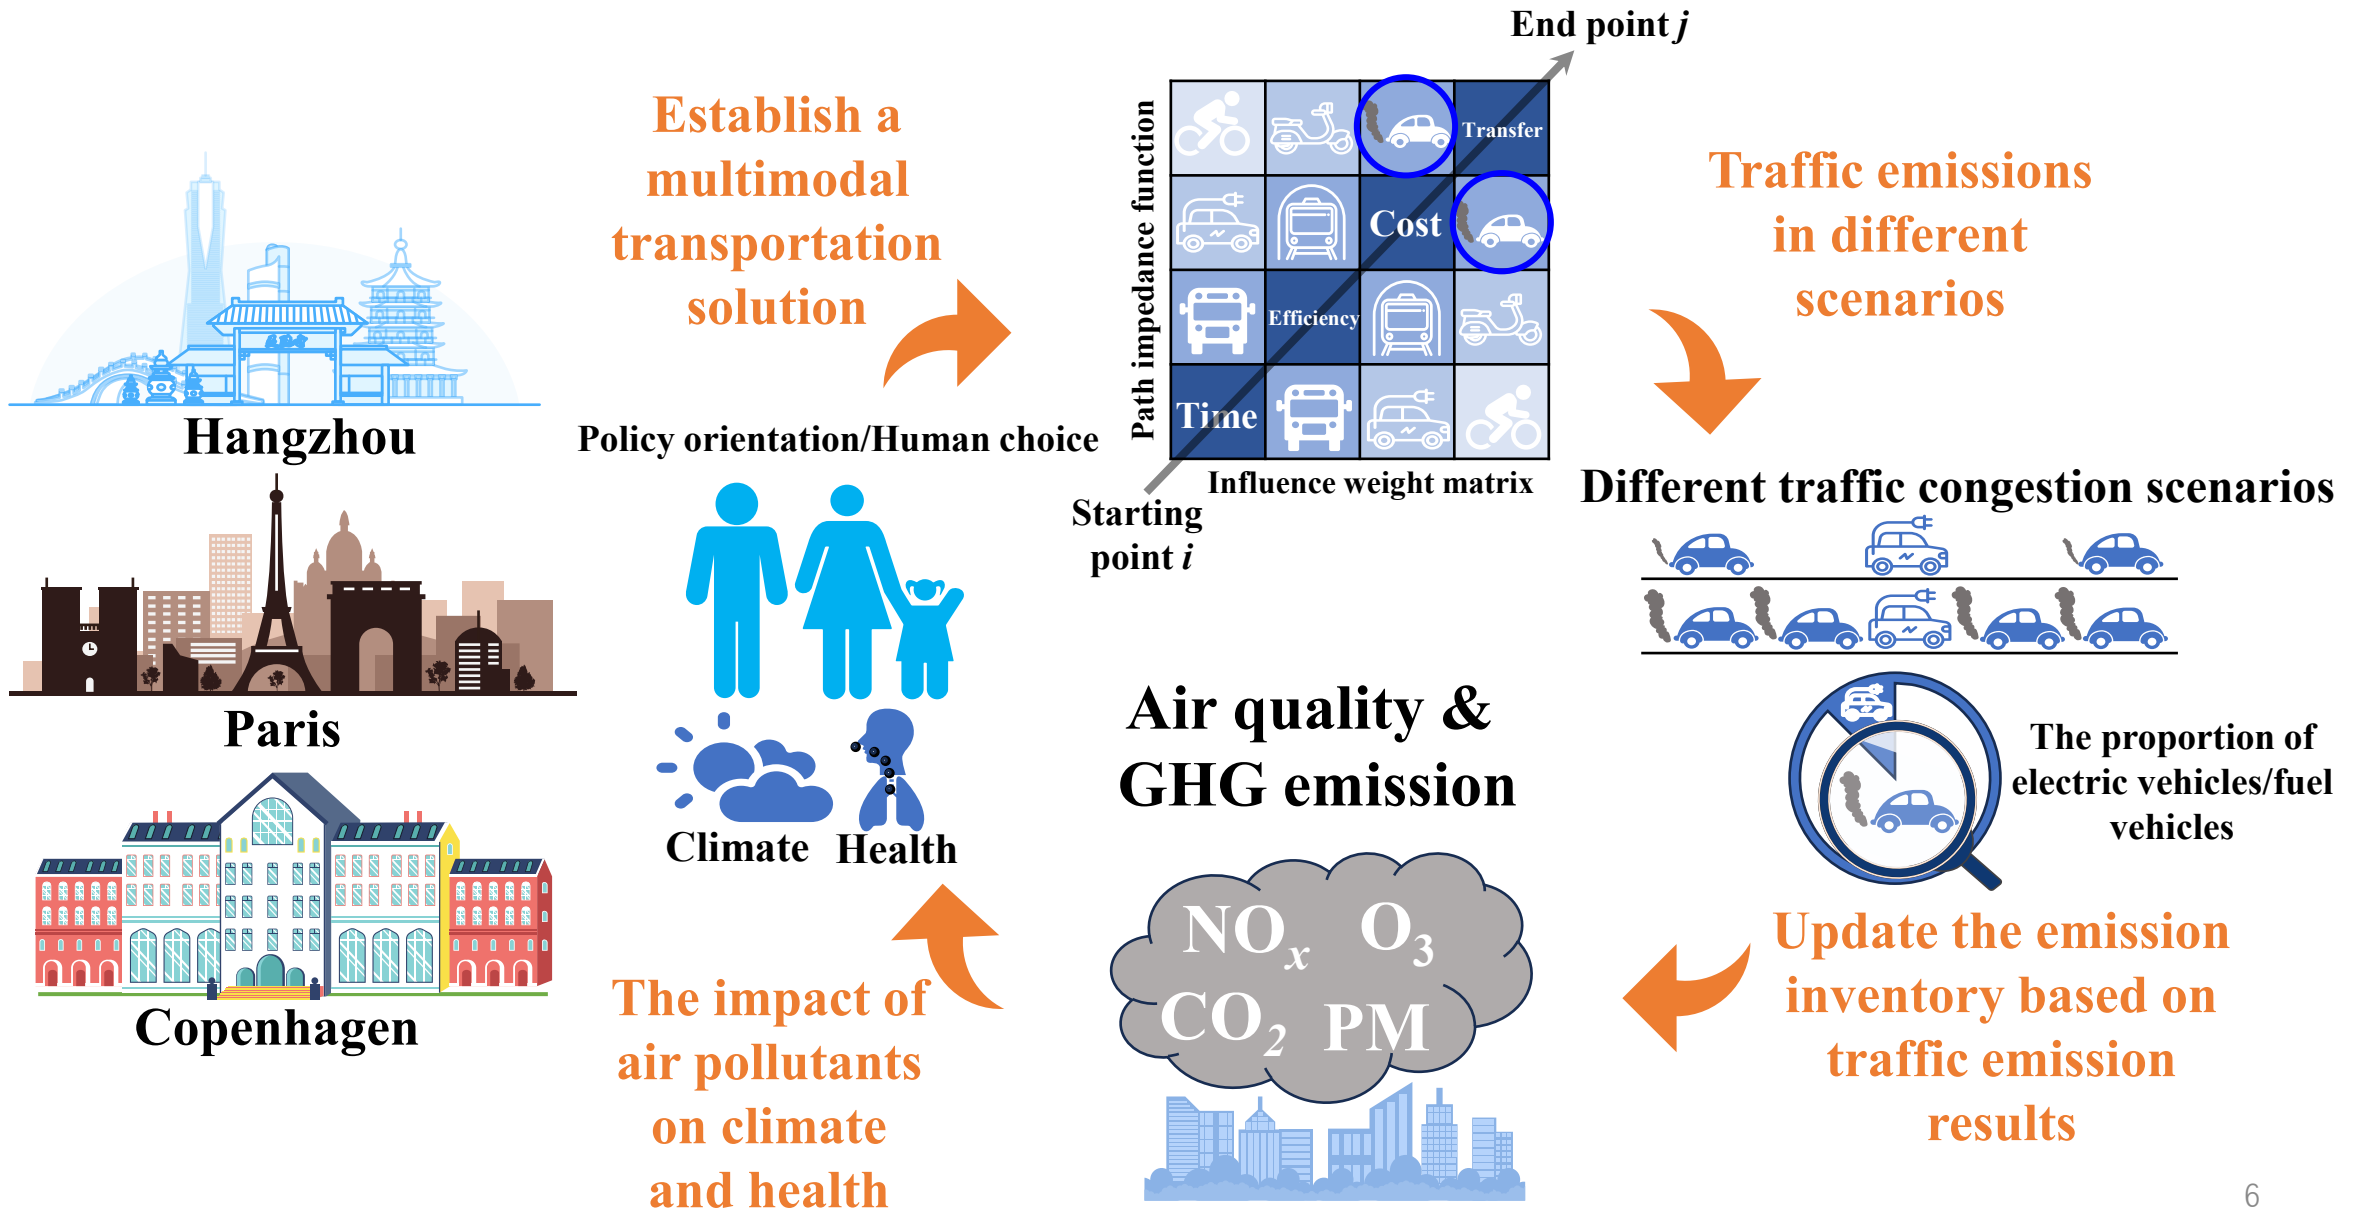 Hangzhou
Paris
Copenhagen
Establish a
multimodal
transportation
solution
Policy orientation/Human choice
Climate
Health
The impact of
air pollutants
on climate
and health
End point j
Path impedance function
Transfer
Cost
Efficiency
Time
Influence weight matrix
Starting
point i
Air quality &
GHG emission
NOx O3
CO2 PM
Traffic emissions
in different
scenarios
Different traffic congestion scenarios
The proportion of
electric vehicles/fuel
vehicles
Update the emission
inventory based on
traffic emission
results
6